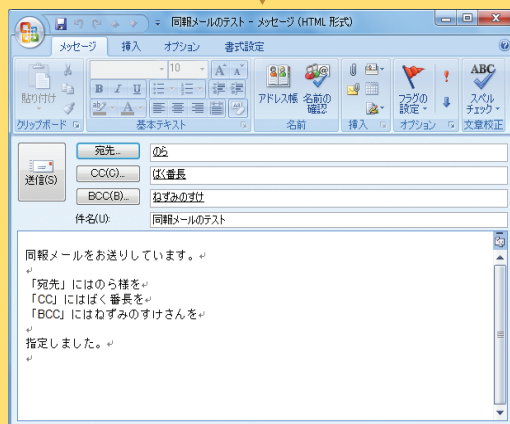 同報メールのテスト - メッセージ (HTML 形式)
メッセージ 挿入 オプション 書式設定
貼り付け
10
B I U
アドレス帳 名前の確認
フラグの設定
ABC
スペルチェック
クリップボード 基本テキスト 名前 挿入 オプション 文章校正
送信(S)
宛先... のら
CC(C)... ばく番長
BCC(B)... ねずみのすけ
件名(U): 同報メールのテスト
同報メールをお送りしています。
「宛先」にはのら様を
「CC」にはばく番長を
「BCC」にはねずみのすけさんを
指定しました。